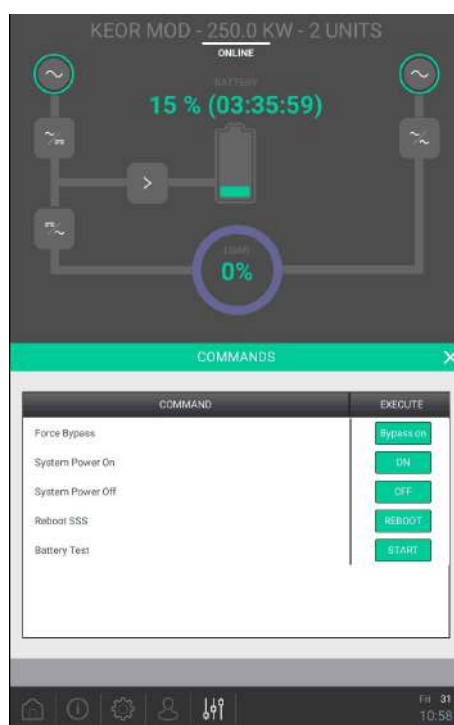 KEOR MOD - 250.0 KW - 2 UNITS
ONLINE
BATTERY
15 % (03:35:59)
LOAD
0%
COMMANDS
COMMAND EXECUTE
Force Bypass Bypass on
System Power On ON
System Power Off OFF
Reboot SSS REBOOT
Battery Test START
Fri 31
10:58